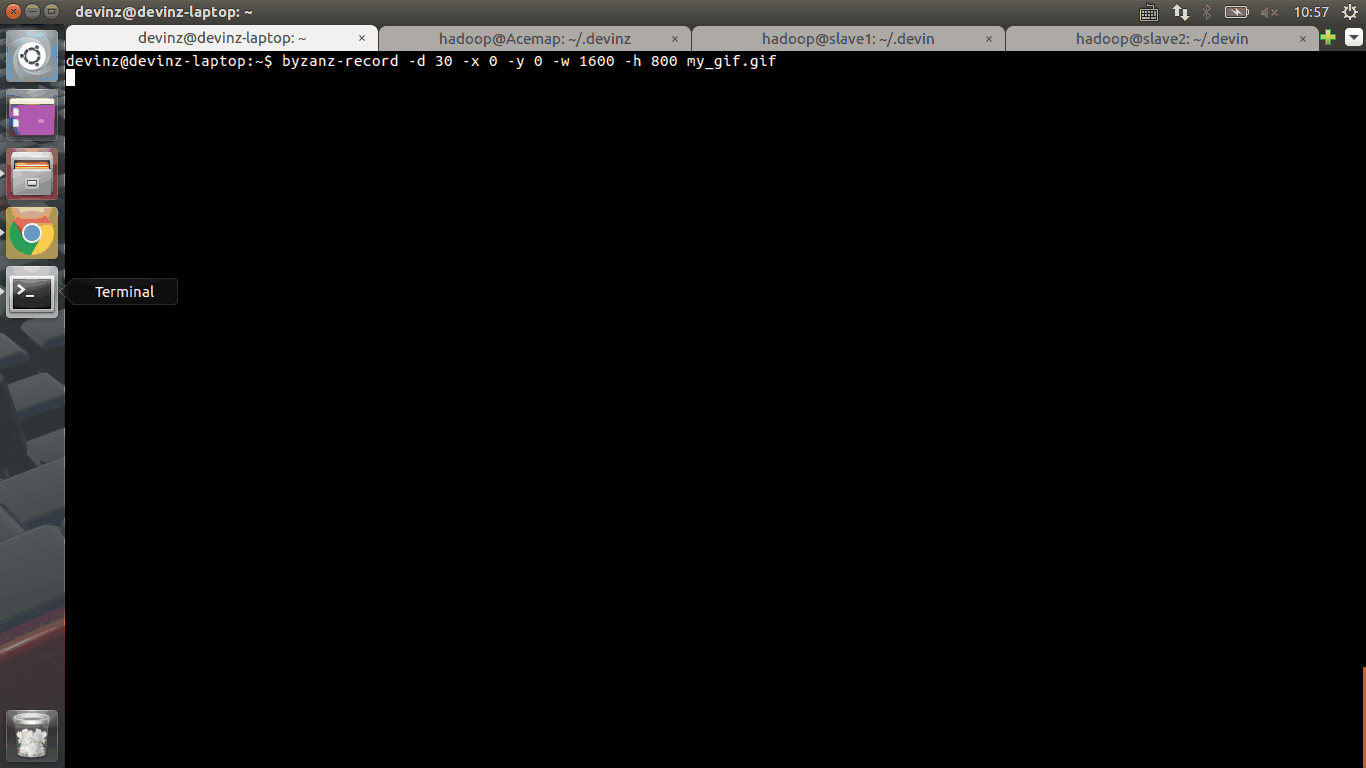 devinz@devinz-laptop: ~
10:57
devinz@devinz-laptop: ~ ×
hadoop@Acemap: ~/.devinz ×
hadoop@slave1: ~/.devin ×
hadoop@slave2: ~/.devin ×
devinz@devinz-laptop:~$ byzanz-record -d 30 -x 0 -y 0 -w 1600 -h 800 my_gif.gif
>_
Terminal